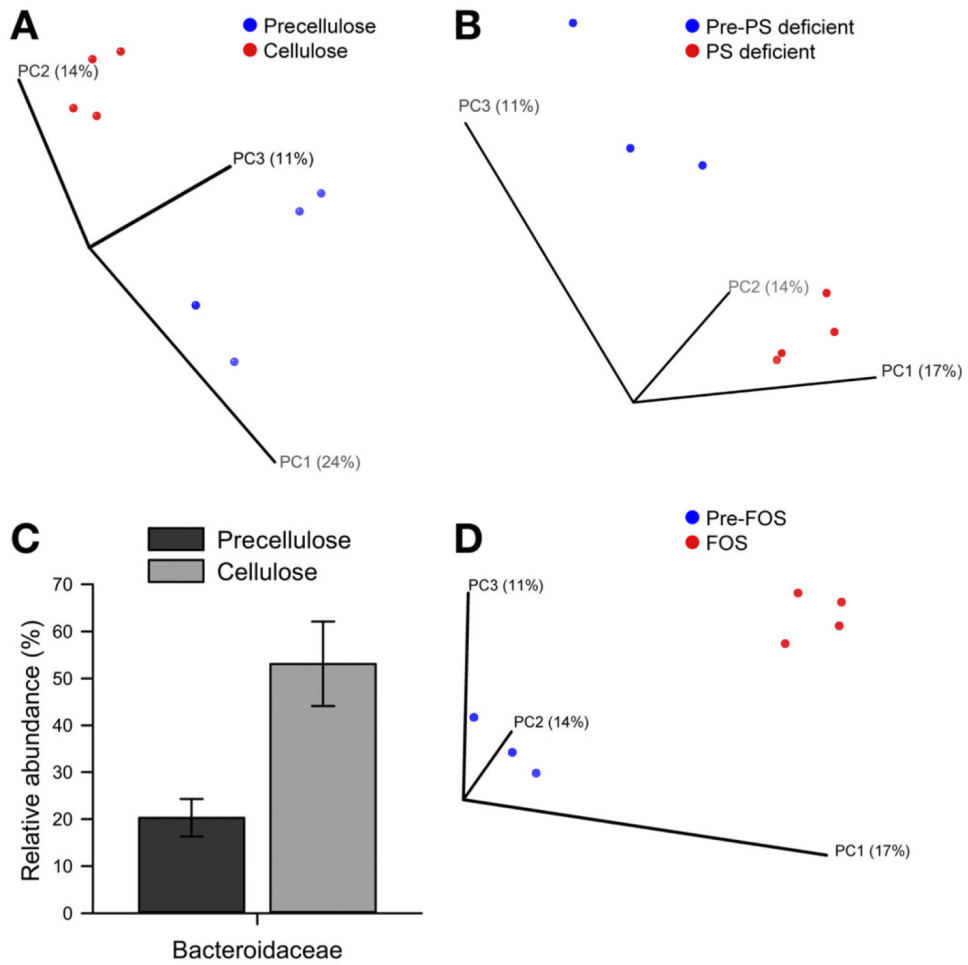 A
Precellulose
Cellulose
PC2 (14%)
PC3 (11%)
PC1 (24%)
B
Pre-PS deficient
PS deficient
PC3 (11%)
PC2 (14%)
PC1 (17%)
C
Precellulose
Cellulose
Relative abundance (%)
70
60
50
40
30
20
10
0
Bacteroidaceae
D
Pre-FOS
FOS
PC3 (11%)
PC2 (14%)
PC1 (17%)